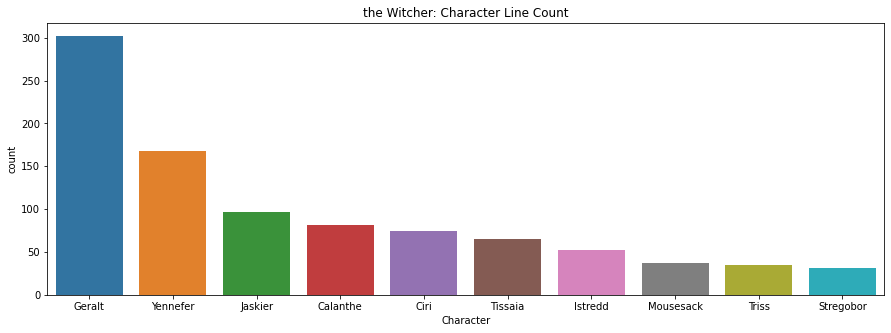 the Witcher: Character Line Count
300
250
200
150
100
50
0
count
Geralt Yennefer Jaskier Calanthe Ciri Tissaia Istredd Mousesack Triss Stregobor
Character